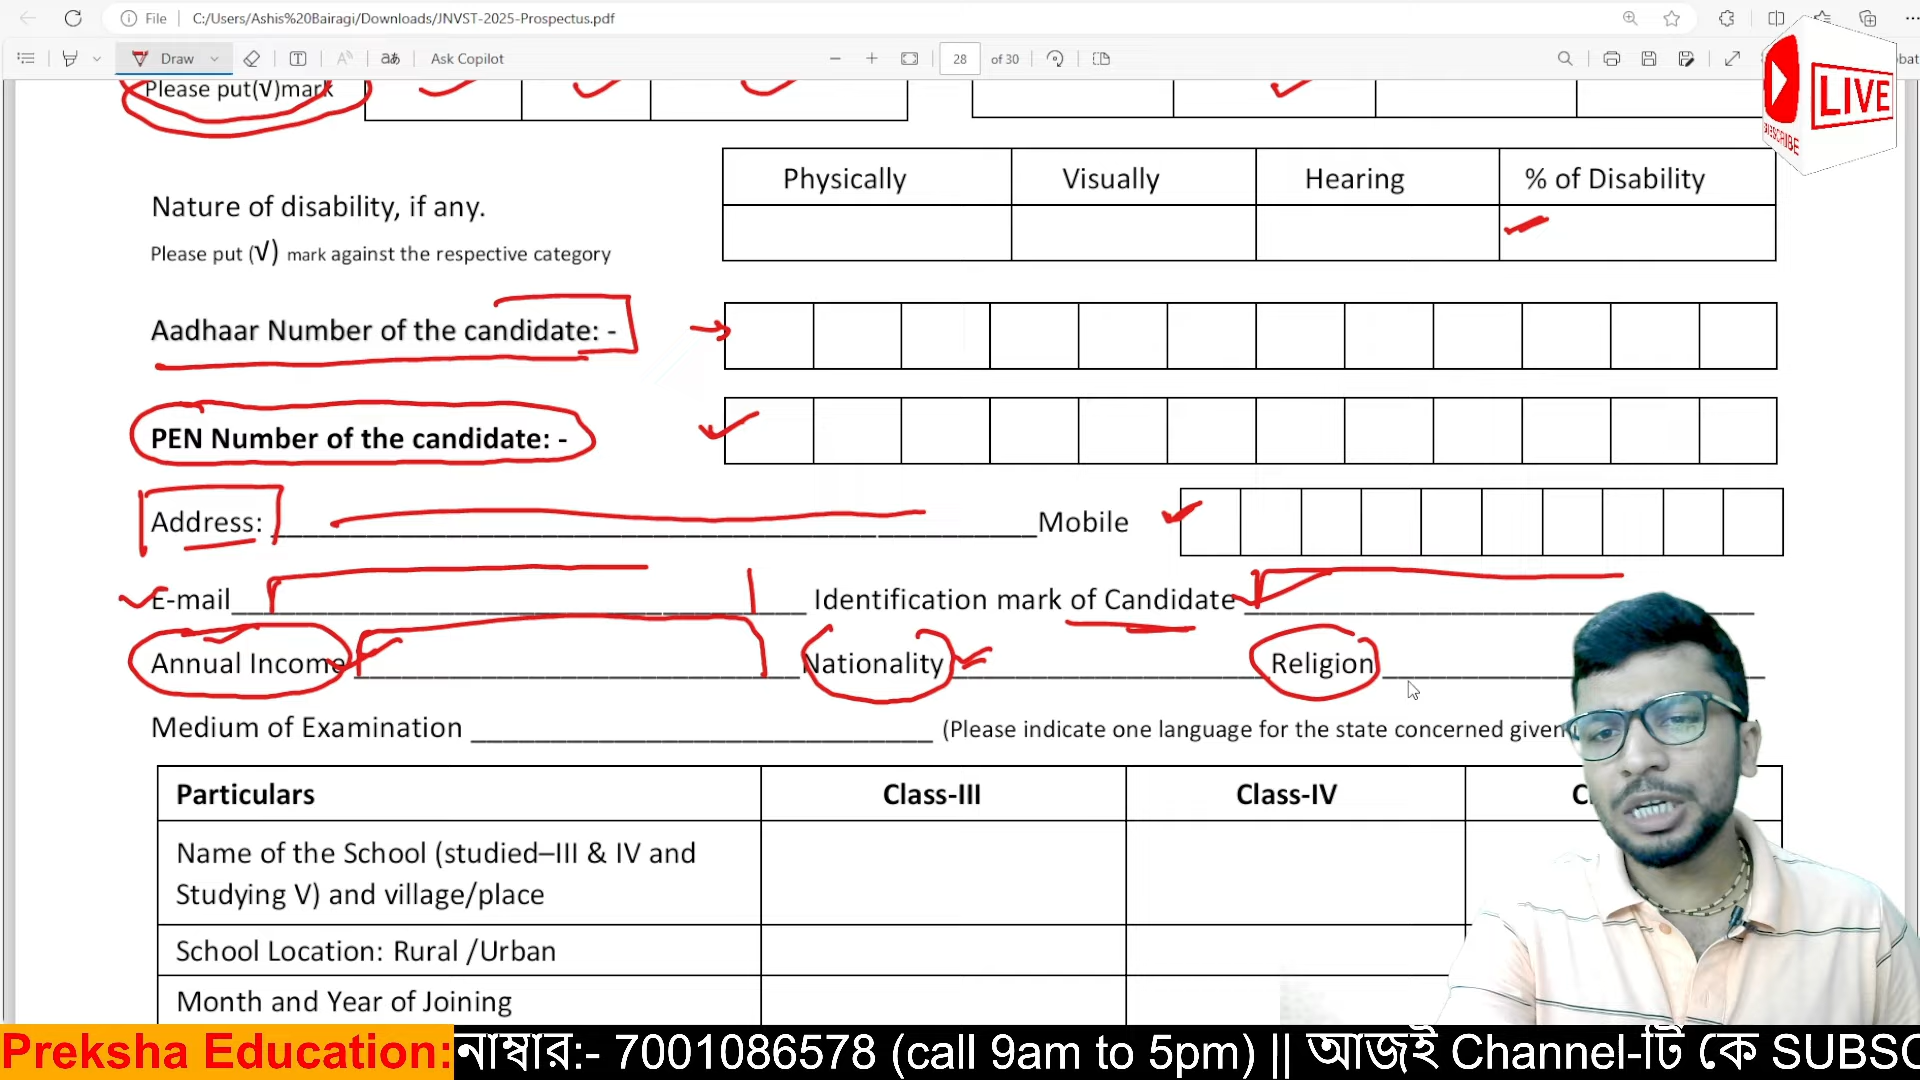 File C:/Users/Ashis%20Bairagi/Downloads/JNVST-2025-Prospectus.pdf
Draw Ask Copilot 28 of 30
Please put(√)mark
LIVE
SUBSCRIBE
Physically Visually Hearing % of Disability
Nature of disability, if any.
Please put (√) mark against the respective category
Aadhaar Number of the candidate: -
PEN Number of the candidate: -
Address: Mobile
E-mail Identification mark of Candidate
Annual Income Nationality Religion
Medium of Examination (Please indicate one language for the state concerned given
Particulars Class-III Class-IV
Name of the School (studied–III & IV and
Studying V) and village/place
School Location: Rural /Urban
Month and Year of Joining
Preksha Education: নাম্বার:- 7001086578 (call 9am to 5pm) || আজই Channel-টি কে SUBSC